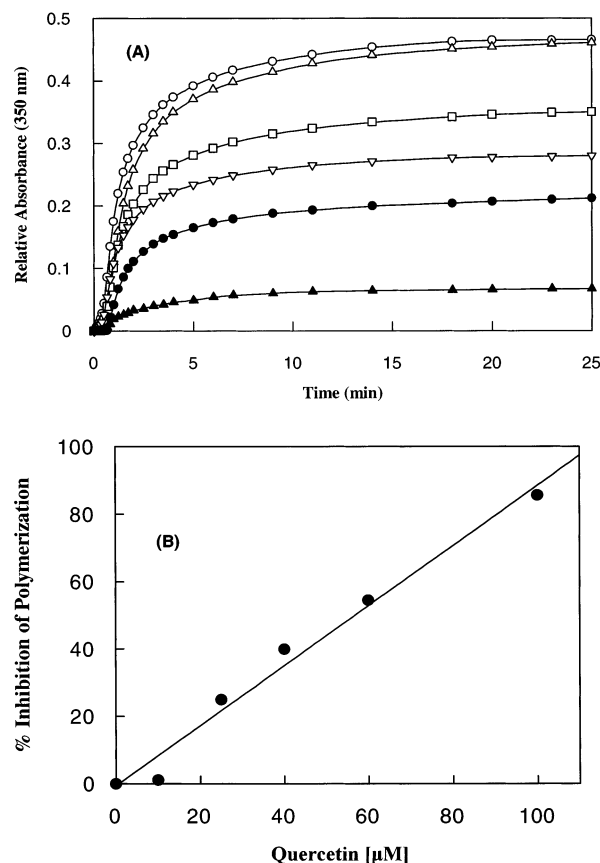 0.5
(A)
0.4
0.3
0.2
0.1
0
Relative Absorbance (350 nm)
0 5 10 15 20 25
Time (min)
100
80
(B)
60
40
20
0
% Inhibition of Polymerization
0 20 40 60 80 100
Quercetin [μM]